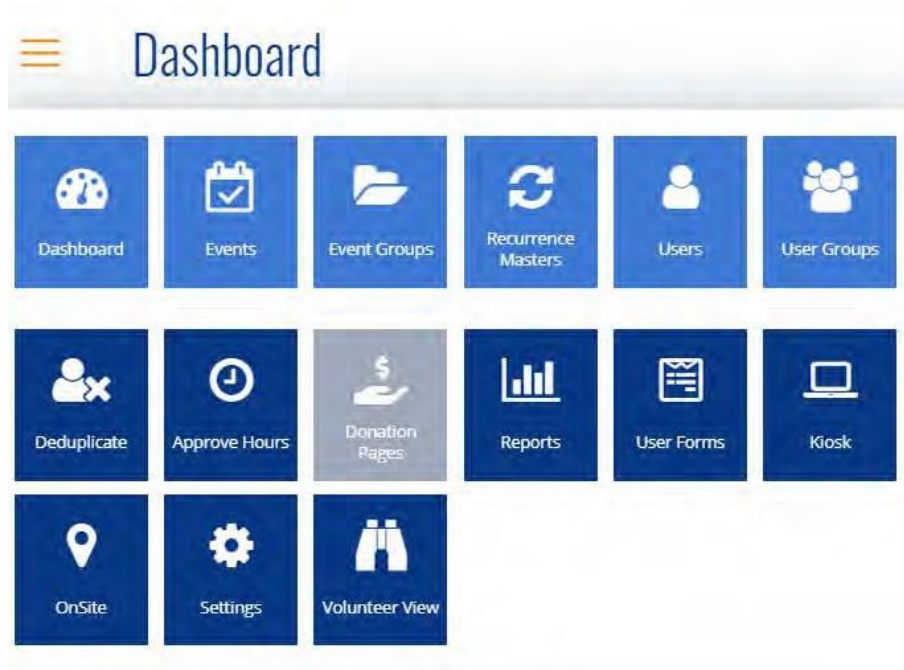 Dashboard
Dashboard
Events
Event Groups
Recurrence
Masters
Users
User Groups
Deduplicate
Approve Hours
$
Donation
Pages
Reports
User Forms
Kiosk
OnSite
Settings
Volunteer View